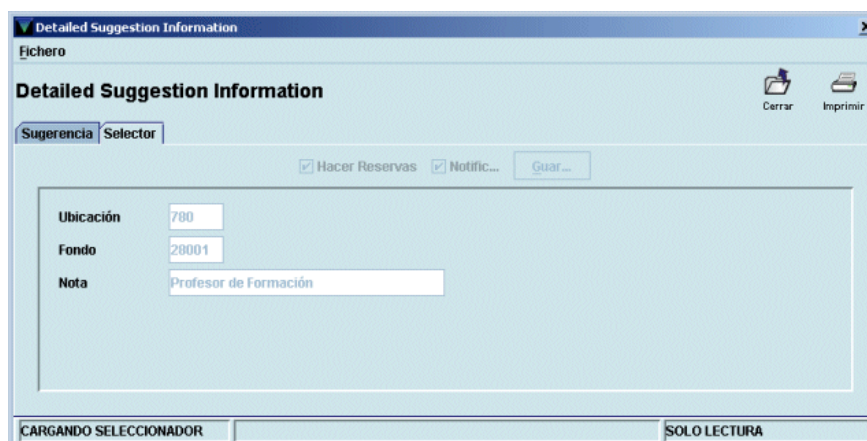 Detailed Suggestion Information
Fichero
Detailed Suggestion Information
Cerrar Imprimir
Sugerencia Selector
Hacer Reservas Notific... Guar...
Ubicación 780
Fondo 28001
Nota Profesor de Formación
CARGANDO SELECCIONADOR SOLO LECTURA